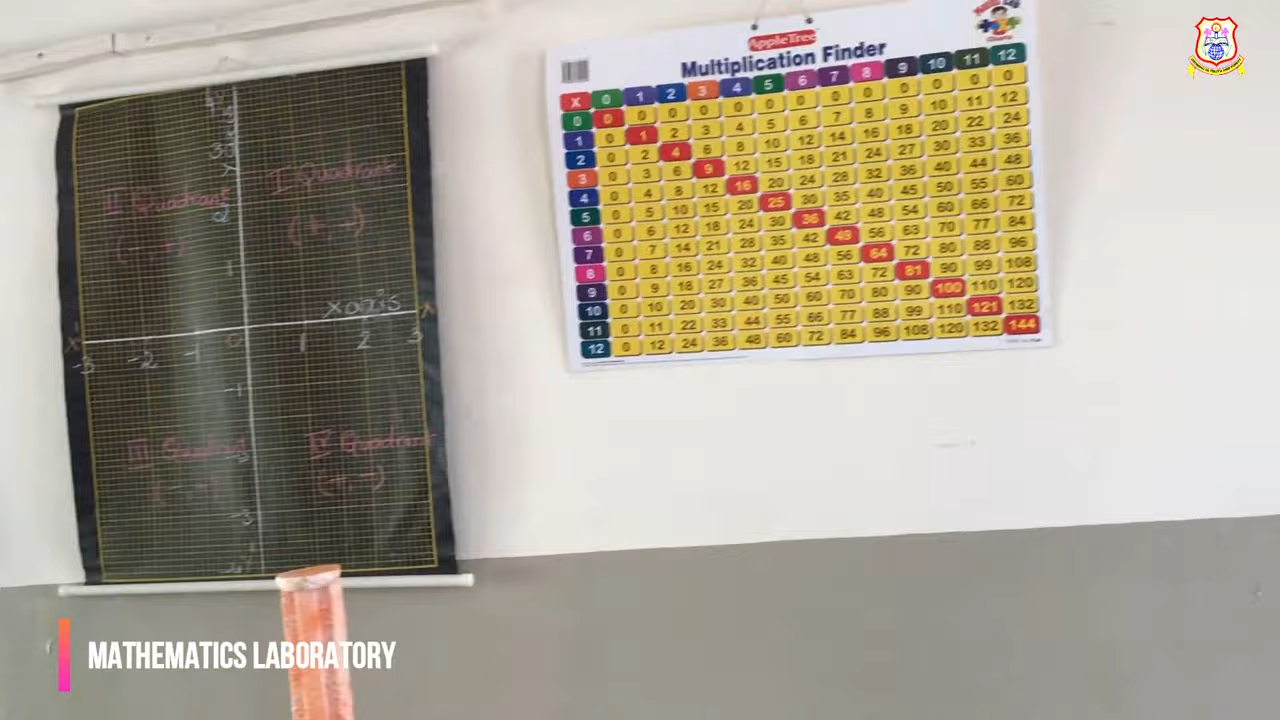 AppleTree
Multiplication Finder
X 0 1 2 3 4 5 6 7 8 9 10 11 12
0 0 0 0 0 0 0 0 0 0 0 0 0 0
1 0 1 2 3 4 5 6 7 8 9 10 11 12
2 0 2 4 6 8 10 12 14 16 18 20 22 24
3 0 3 6 9 12 15 18 21 24 27 30 33 36
4 0 4 8 12 16 20 24 28 32 36 40 44 48
5 0 5 10 15 20 25 30 35 40 45 50 55 60
6 0 6 12 18 24 30 36 42 48 54 60 66 72
7 0 7 14 21 28 35 42 49 56 63 70 77 84
8 0 8 16 24 32 40 48 56 64 72 80 88 96
9 0 9 18 27 36 45 54 63 72 81 90 99 108
10 0 10 20 30 40 50 60 70 80 90 100 110 120
11 0 11 22 33 44 55 66 77 88 99 110 121 132
12 0 12 24 36 48 60 72 84 96 108 120 132 144
II Quadrant
I Quadrant
X axis
-3 -2 -1 0 1 2 3
-1
III Quadrant
IV Quadrant
(+ -)
-3
MATHEMATICS LABORATORY